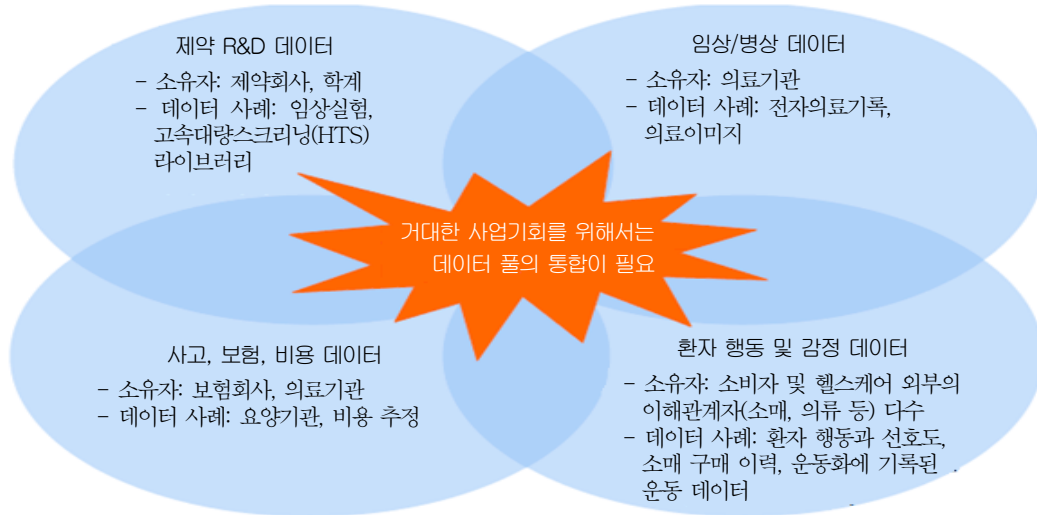 제약 R&D 데이터
- 소유자: 제약회사, 학계
- 데이터 사례: 임상실험,
고속대량스크리닝(HTS)
라이브러리
임상/병상 데이터
- 소유자: 의료기관
- 데이터 사례: 전자의료기록,
의료이미지
거대한 사업기회를 위해서는
데이터 풀의 통합이 필요
사고, 보험, 비용 데이터
- 소유자: 보험회사, 의료기관
- 데이터 사례: 요양기관, 비용 추정
환자 행동 및 감정 데이터
- 소유자: 소비자 및 헬스케어 외부의
이해관계자(소매, 의류 등) 다수
- 데이터 사례: 환자 행동과 선호도,
소매 구매 이력, 운동화에 기록된 .
운동 데이터